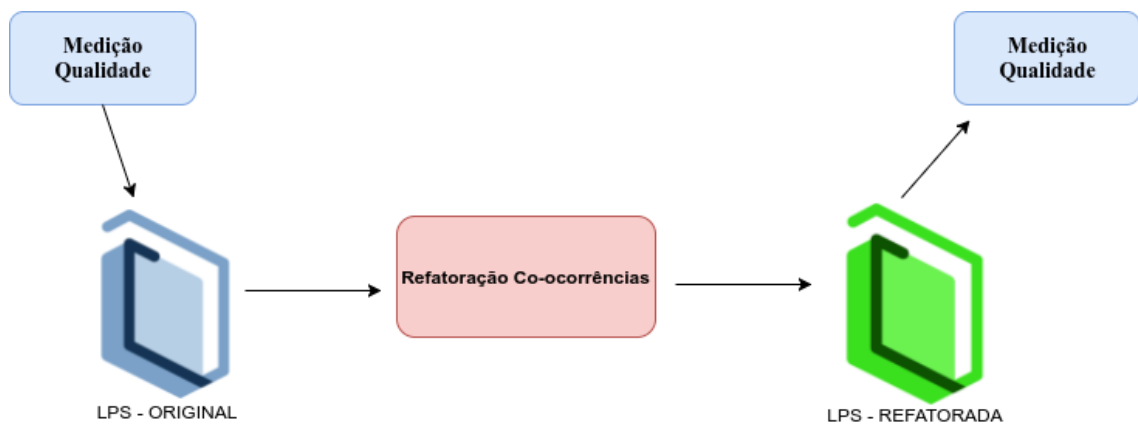 Medição
Qualidade
Medição
Qualidade
Refatoração Co-ocorrências
LPS - ORIGINAL
LPS - REFATORADA